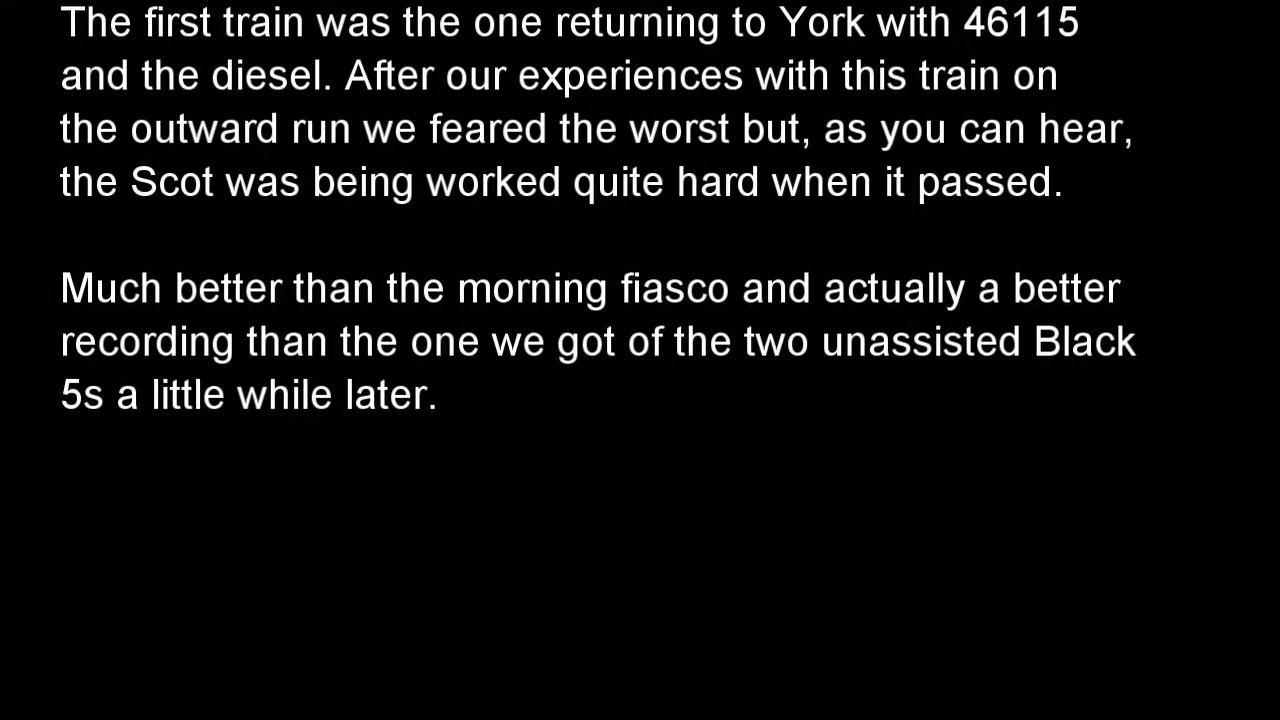 The first train was the one returning to York with 46115
and the diesel. After our experiences with this train on
the outward run we feared the worst but, as you can hear,
the Scot was being worked quite hard when it passed.
Much better than the morning fiasco and actually a better
recording than the one we got of the two unassisted Black
5s a little while later.